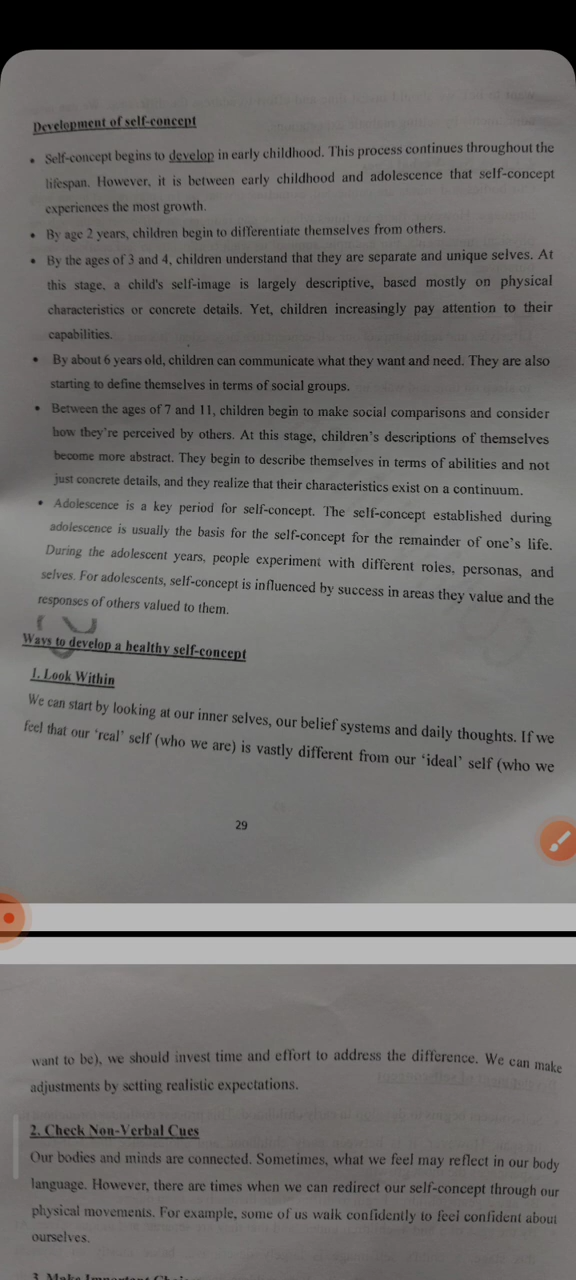 Development of self-concept
• Self-concept begins to develop in early childhood. This process continues throughout the
lifespan. However, it is between early childhood and adolescence that self-concept
experiences the most growth.
• By age 2 years, children begin to differentiate themselves from others.
• By the ages of 3 and 4, children understand that they are separate and unique selves. At
this stage, a child's self-image is largely descriptive, based mostly on physical
characteristics or concrete details. Yet, children increasingly pay attention to their
capabilities.
• By about 6 years old, children can communicate what they want and need. They are also
starting to define themselves in terms of social groups.
• Between the ages of 7 and 11, children begin to make social comparisons and consider
how they're perceived by others. At this stage, children's descriptions of themselves
become more abstract. They begin to describe themselves in terms of abilities and not
just concrete details, and they realize that their characteristics exist on a continuum.
• Adolescence is a key period for self-concept. The self-concept established during
adolescence is usually the basis for the self-concept for the remainder of one's life.
During the adolescent years, people experiment with different roles, personas, and
selves. For adolescents, self-concept is influenced by success in areas they value and the
responses of others valued to them.
Ways to develop a healthy self-concept
1. Look Within
We can start by looking at our inner selves, our belief systems and daily thoughts. If we
feel that our 'real' self (who we are) is vastly different from our 'ideal' self (who we
29
want to be), we should invest time and effort to address the difference. We can make
adjustments by setting realistic expectations.
2. Check Non-Verbal Cues
Our bodies and minds are connected. Sometimes, what we feel may reflect in our body
language. However, there are times when we can redirect our self-concept through our
physical movements. For example, some of us walk confidently to feel confident about
ourselves.
3. Make Important